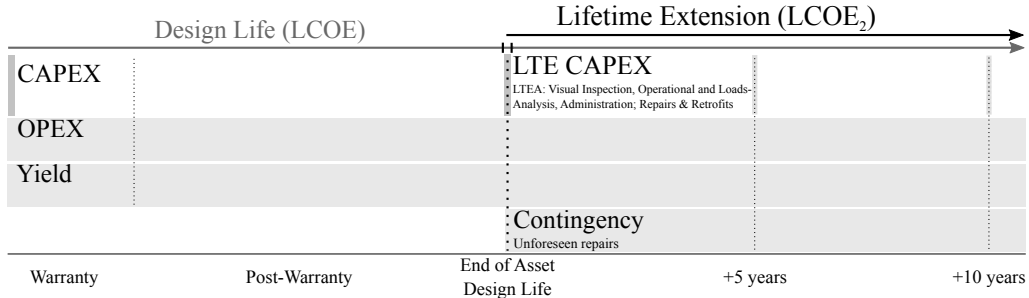 Design Life (LCOE)
Lifetime Extension (LCOE₂)
CAPEX
LTE CAPEX
LTEA: Visual Inspection, Operational and Loads-
Analysis, Administration; Repairs & Retrofits
OPEX
Yield
Contingency
Unforeseen repairs
Warranty
Post-Warranty
End of Asset
Design Life
+5 years
+10 years